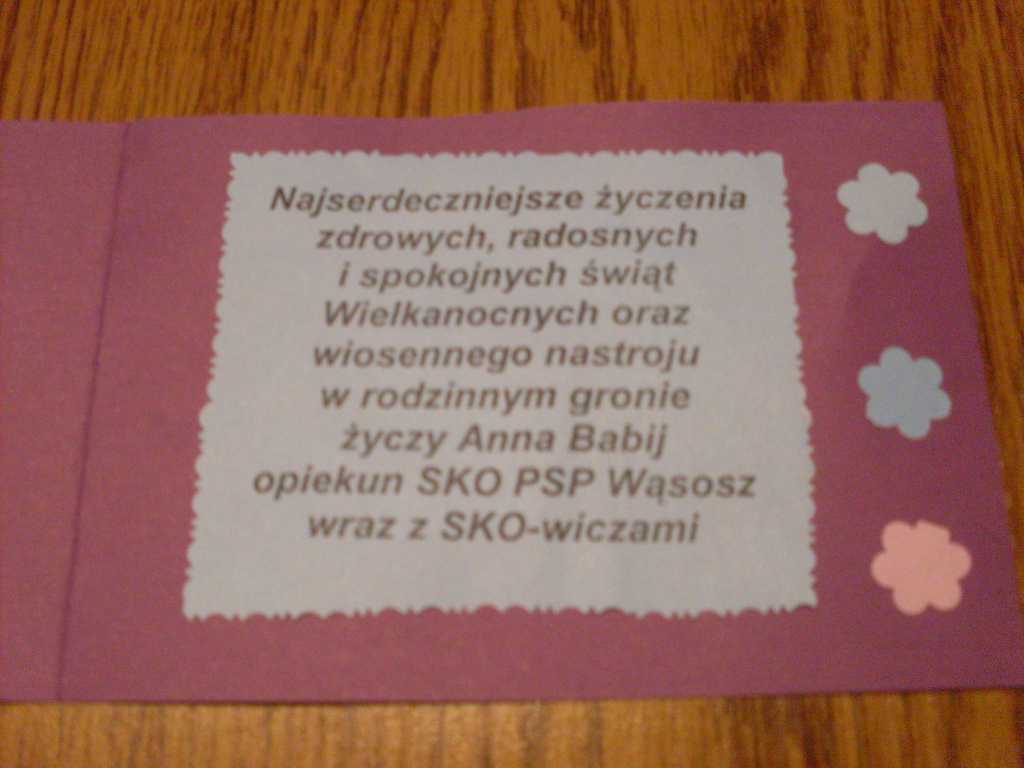 Najserdeczniejsze życzenia
zdrowych, radosnych
i spokojnych świąt
Wielkanocnych oraz
wiosennego nastroju
w rodzinnym gronie
życzy Anna Babij
opiekun SKO PSP Wąsosz
wraz z SKO-wiczami